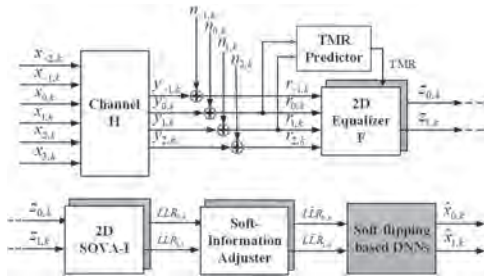 n₋₁,ₖ
n₀,ₖ
n₁,ₖ
n₂,ₖ
TMR
Predictor
TMR
x₋₂,ₖ
x₋₁,ₖ
x₀,ₖ
x₁,ₖ
x₂,ₖ
x₃,ₖ
Channel
H
y₋₁,ₖ
y₀,ₖ
y₁,ₖ
y₂,ₖ
r₋₁,ₖ
r₀,ₖ
r₁,ₖ
r₂,ₖ
2D
Equalizer
F
z₀,ₖ
z₁,ₖ
z₀,ₖ
z₁,ₖ
2D
SOVA-I
LLR₀,ₖ
LLR₁,ₖ
Soft-
Information
Adjuster
Soft-flipping
based DNNs
x̂₀,ₖ
x̂₁,ₖ